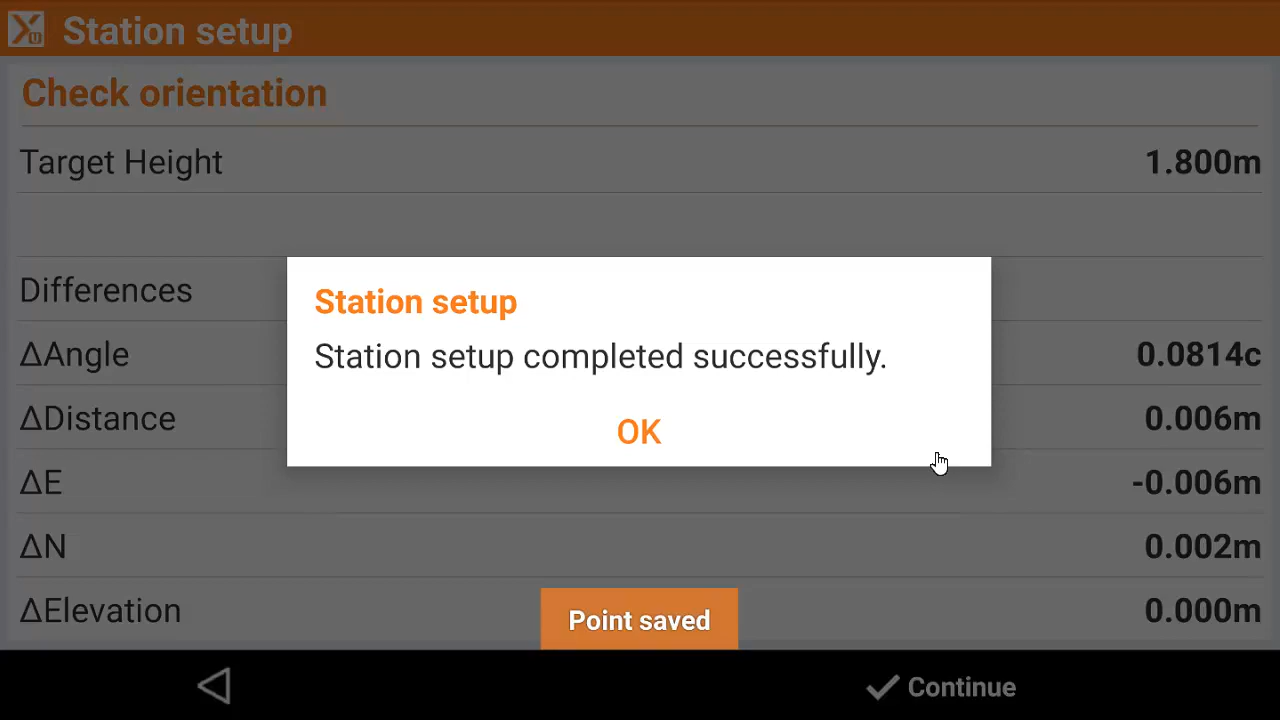 Station setup
Check orientation
Target Height 1.800m
Differences
ΔAngle 0.0814c
ΔDistance 0.006m
ΔE -0.006m
ΔN 0.002m
ΔElevation 0.000m
Station setup
Station setup completed successfully.
OK
Point saved
Continue